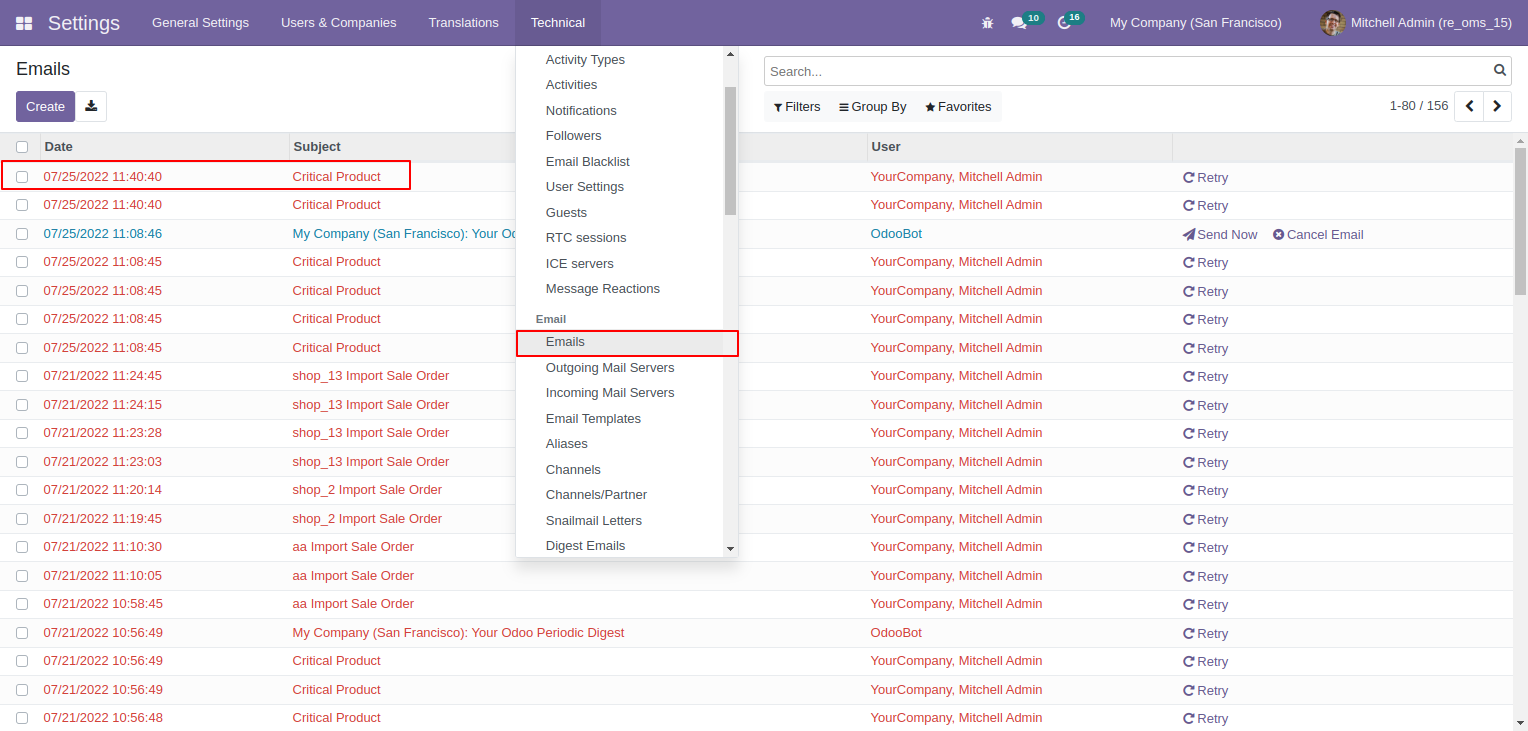 Settings General Settings Users & Companies Translations Technical 10 16 My Company (San Francisco) Mitchell Admin (re_oms_15)
Emails
Search...
Create
Filters Group By Favorites 1-80 / 156
Activity Types
Activities
Notifications
Followers
Email Blacklist
User Settings
Guests
RTC sessions
ICE servers
Message Reactions
Email
Emails
Outgoing Mail Servers
Incoming Mail Servers
Email Templates
Aliases
Channels
Channels/Partner
Snailmail Letters
Digest Emails
Date Subject User
07/25/2022 11:40:40 Critical Product YourCompany, Mitchell Admin Retry
07/25/2022 11:40:40 Critical Product YourCompany, Mitchell Admin Retry
07/25/2022 11:08:46 My Company (San Francisco): Your OdooBot Send Now Cancel Email
07/25/2022 11:08:45 Critical Product YourCompany, Mitchell Admin Retry
07/25/2022 11:08:45 Critical Product YourCompany, Mitchell Admin Retry
07/25/2022 11:08:45 Critical Product YourCompany, Mitchell Admin Retry
07/25/2022 11:08:45 Critical Product YourCompany, Mitchell Admin Retry
07/21/2022 11:24:45 shop_13 Import Sale Order YourCompany, Mitchell Admin Retry
07/21/2022 11:24:15 shop_13 Import Sale Order YourCompany, Mitchell Admin Retry
07/21/2022 11:23:28 shop_13 Import Sale Order YourCompany, Mitchell Admin Retry
07/21/2022 11:23:03 shop_13 Import Sale Order YourCompany, Mitchell Admin Retry
07/21/2022 11:20:14 shop_2 Import Sale Order YourCompany, Mitchell Admin Retry
07/21/2022 11:19:45 shop_2 Import Sale Order YourCompany, Mitchell Admin Retry
07/21/2022 11:10:30 aa Import Sale Order YourCompany, Mitchell Admin Retry
07/21/2022 11:10:05 aa Import Sale Order YourCompany, Mitchell Admin Retry
07/21/2022 10:58:45 aa Import Sale Order YourCompany, Mitchell Admin Retry
07/21/2022 10:56:49 My Company (San Francisco): Your Odoo Periodic Digest OdooBot Retry
07/21/2022 10:56:49 Critical Product YourCompany, Mitchell Admin Retry
07/21/2022 10:56:49 Critical Product YourCompany, Mitchell Admin Retry
07/21/2022 10:56:48 Critical Product YourCompany, Mitchell Admin Retry